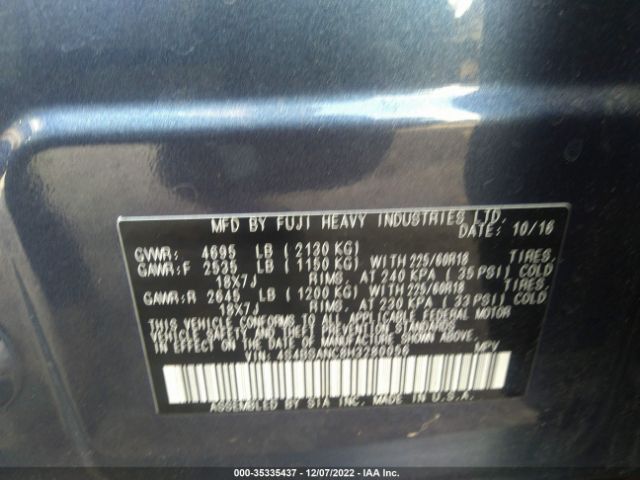 MFD BY FUJI HEAVY INDUSTRIES LTD.
DATE: 10/16
GVWR: 4695 LB (2130 KG)
GAWR:F 2535 LB (1150 KG) WITH 225/60R18 TIRES,
18X7J RIMS, AT 240 KPA (35 PSI) COLD
GAWR:R 2645 LB (1200 KG) WITH 225/60R18 TIRES,
18X7J RIMS, AT 230 KPA (33 PSI) COLD
THIS VEHICLE CONFORMS TO ALL APPLICABLE FEDERAL MOTOR
VEHICLE SAFETY AND THEFT PREVENTION STANDARDS
IN EFFECT ON THE DATE OF MANUFACTURE SHOWN ABOVE.
VIN: 4S4BSANC8H3280056 MPV
ASSEMBLED BY SIA INC. MADE IN U.S.A.
000-35335437 - 12/07/2022 - IAA Inc.